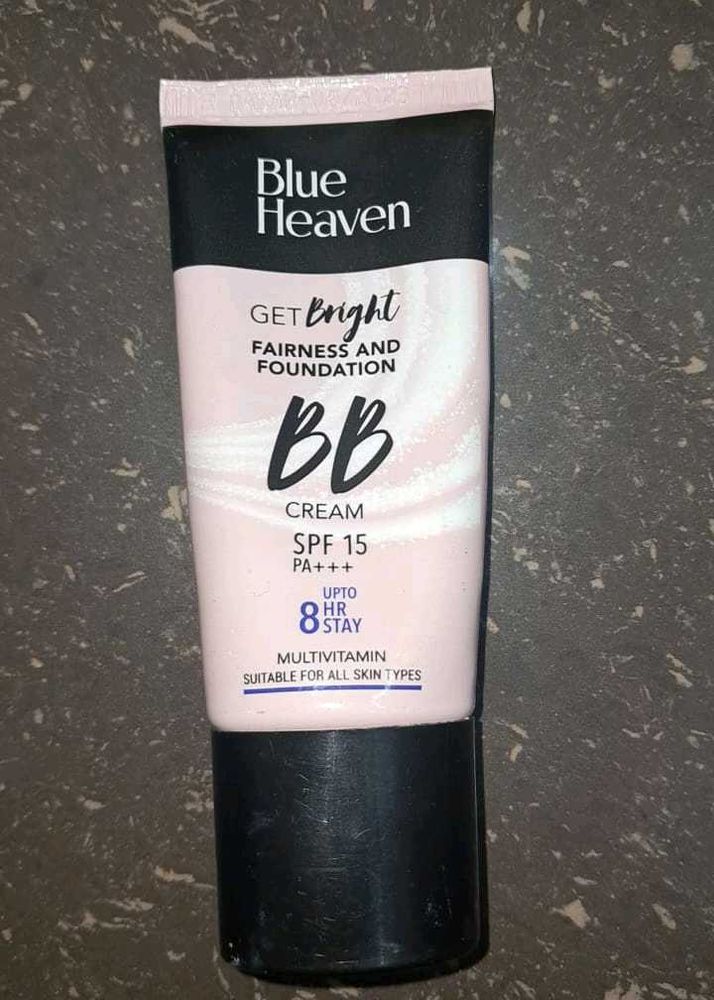 Blue
Heaven
GET Bright
FAIRNESS AND
FOUNDATION
BB
CREAM
SPF 15
PA+++
UPTO
8 HR
STAY
MULTIVITAMIN
SUITABLE FOR ALL SKIN TYPES